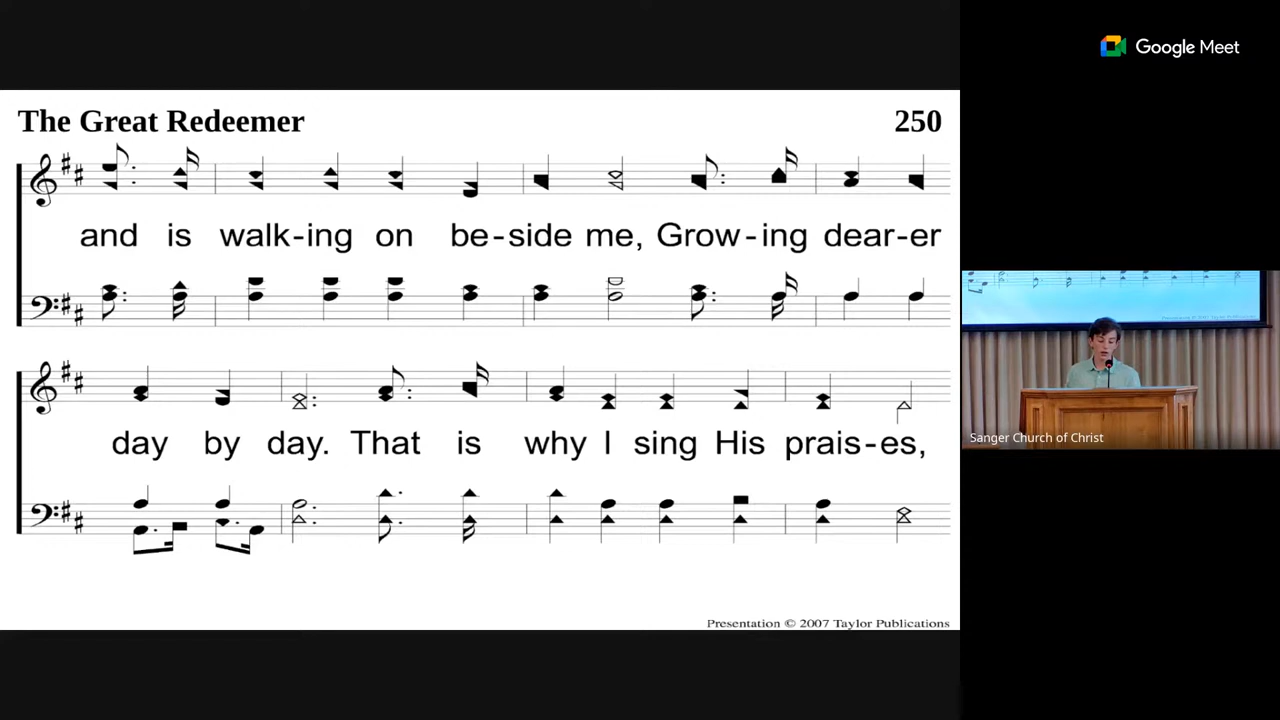 The Great Redeemer
250
and is walk-ing on be-side me, Grow-ing dear-er
day by day. That is why I sing His prais-es,
Presentation © 2007 Taylor Publications
Google Meet
Sanger Church of Christ